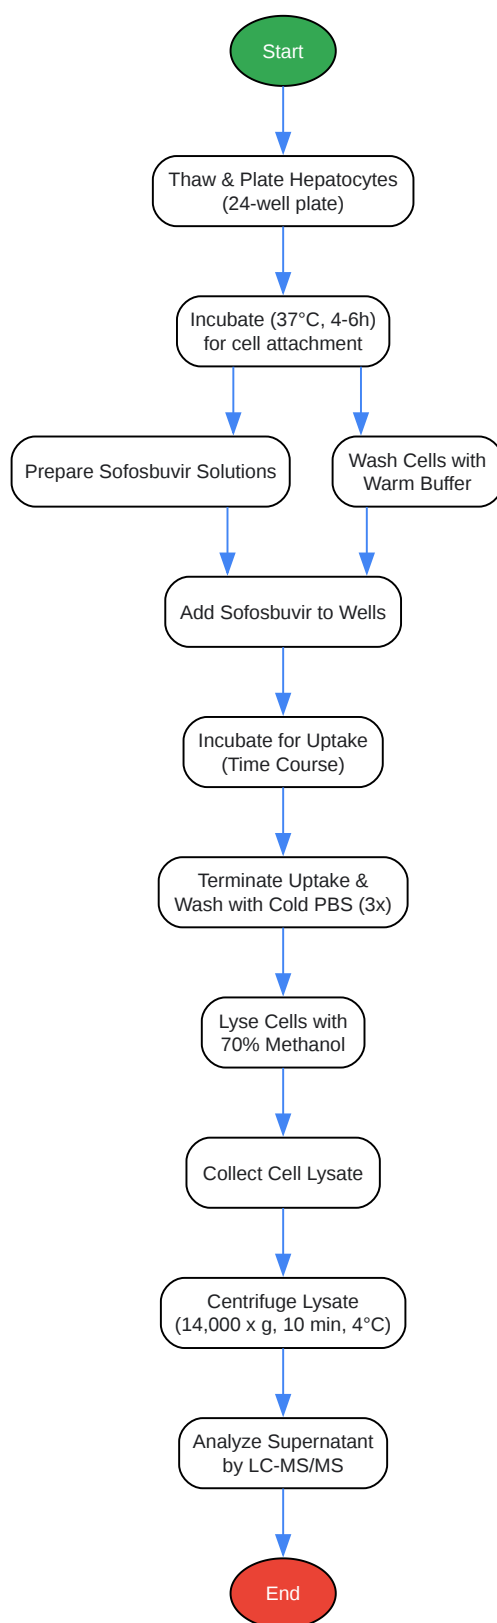 Start
Thaw & Plate Hepatocytes
(24-well plate)
Incubate (37°C, 4-6h)
for cell attachment
Prepare Sofosbuvir Solutions
Wash Cells with
Warm Buffer
Add Sofosbuvir to Wells
Incubate for Uptake
(Time Course)
Terminate Uptake &
Wash with Cold PBS (3x)
Lyse Cells with
70% Methanol
Collect Cell Lysate
Centrifuge Lysate
(14,000 x g, 10 min, 4°C)
Analyze Supernatant
by LC-MS/MS
End